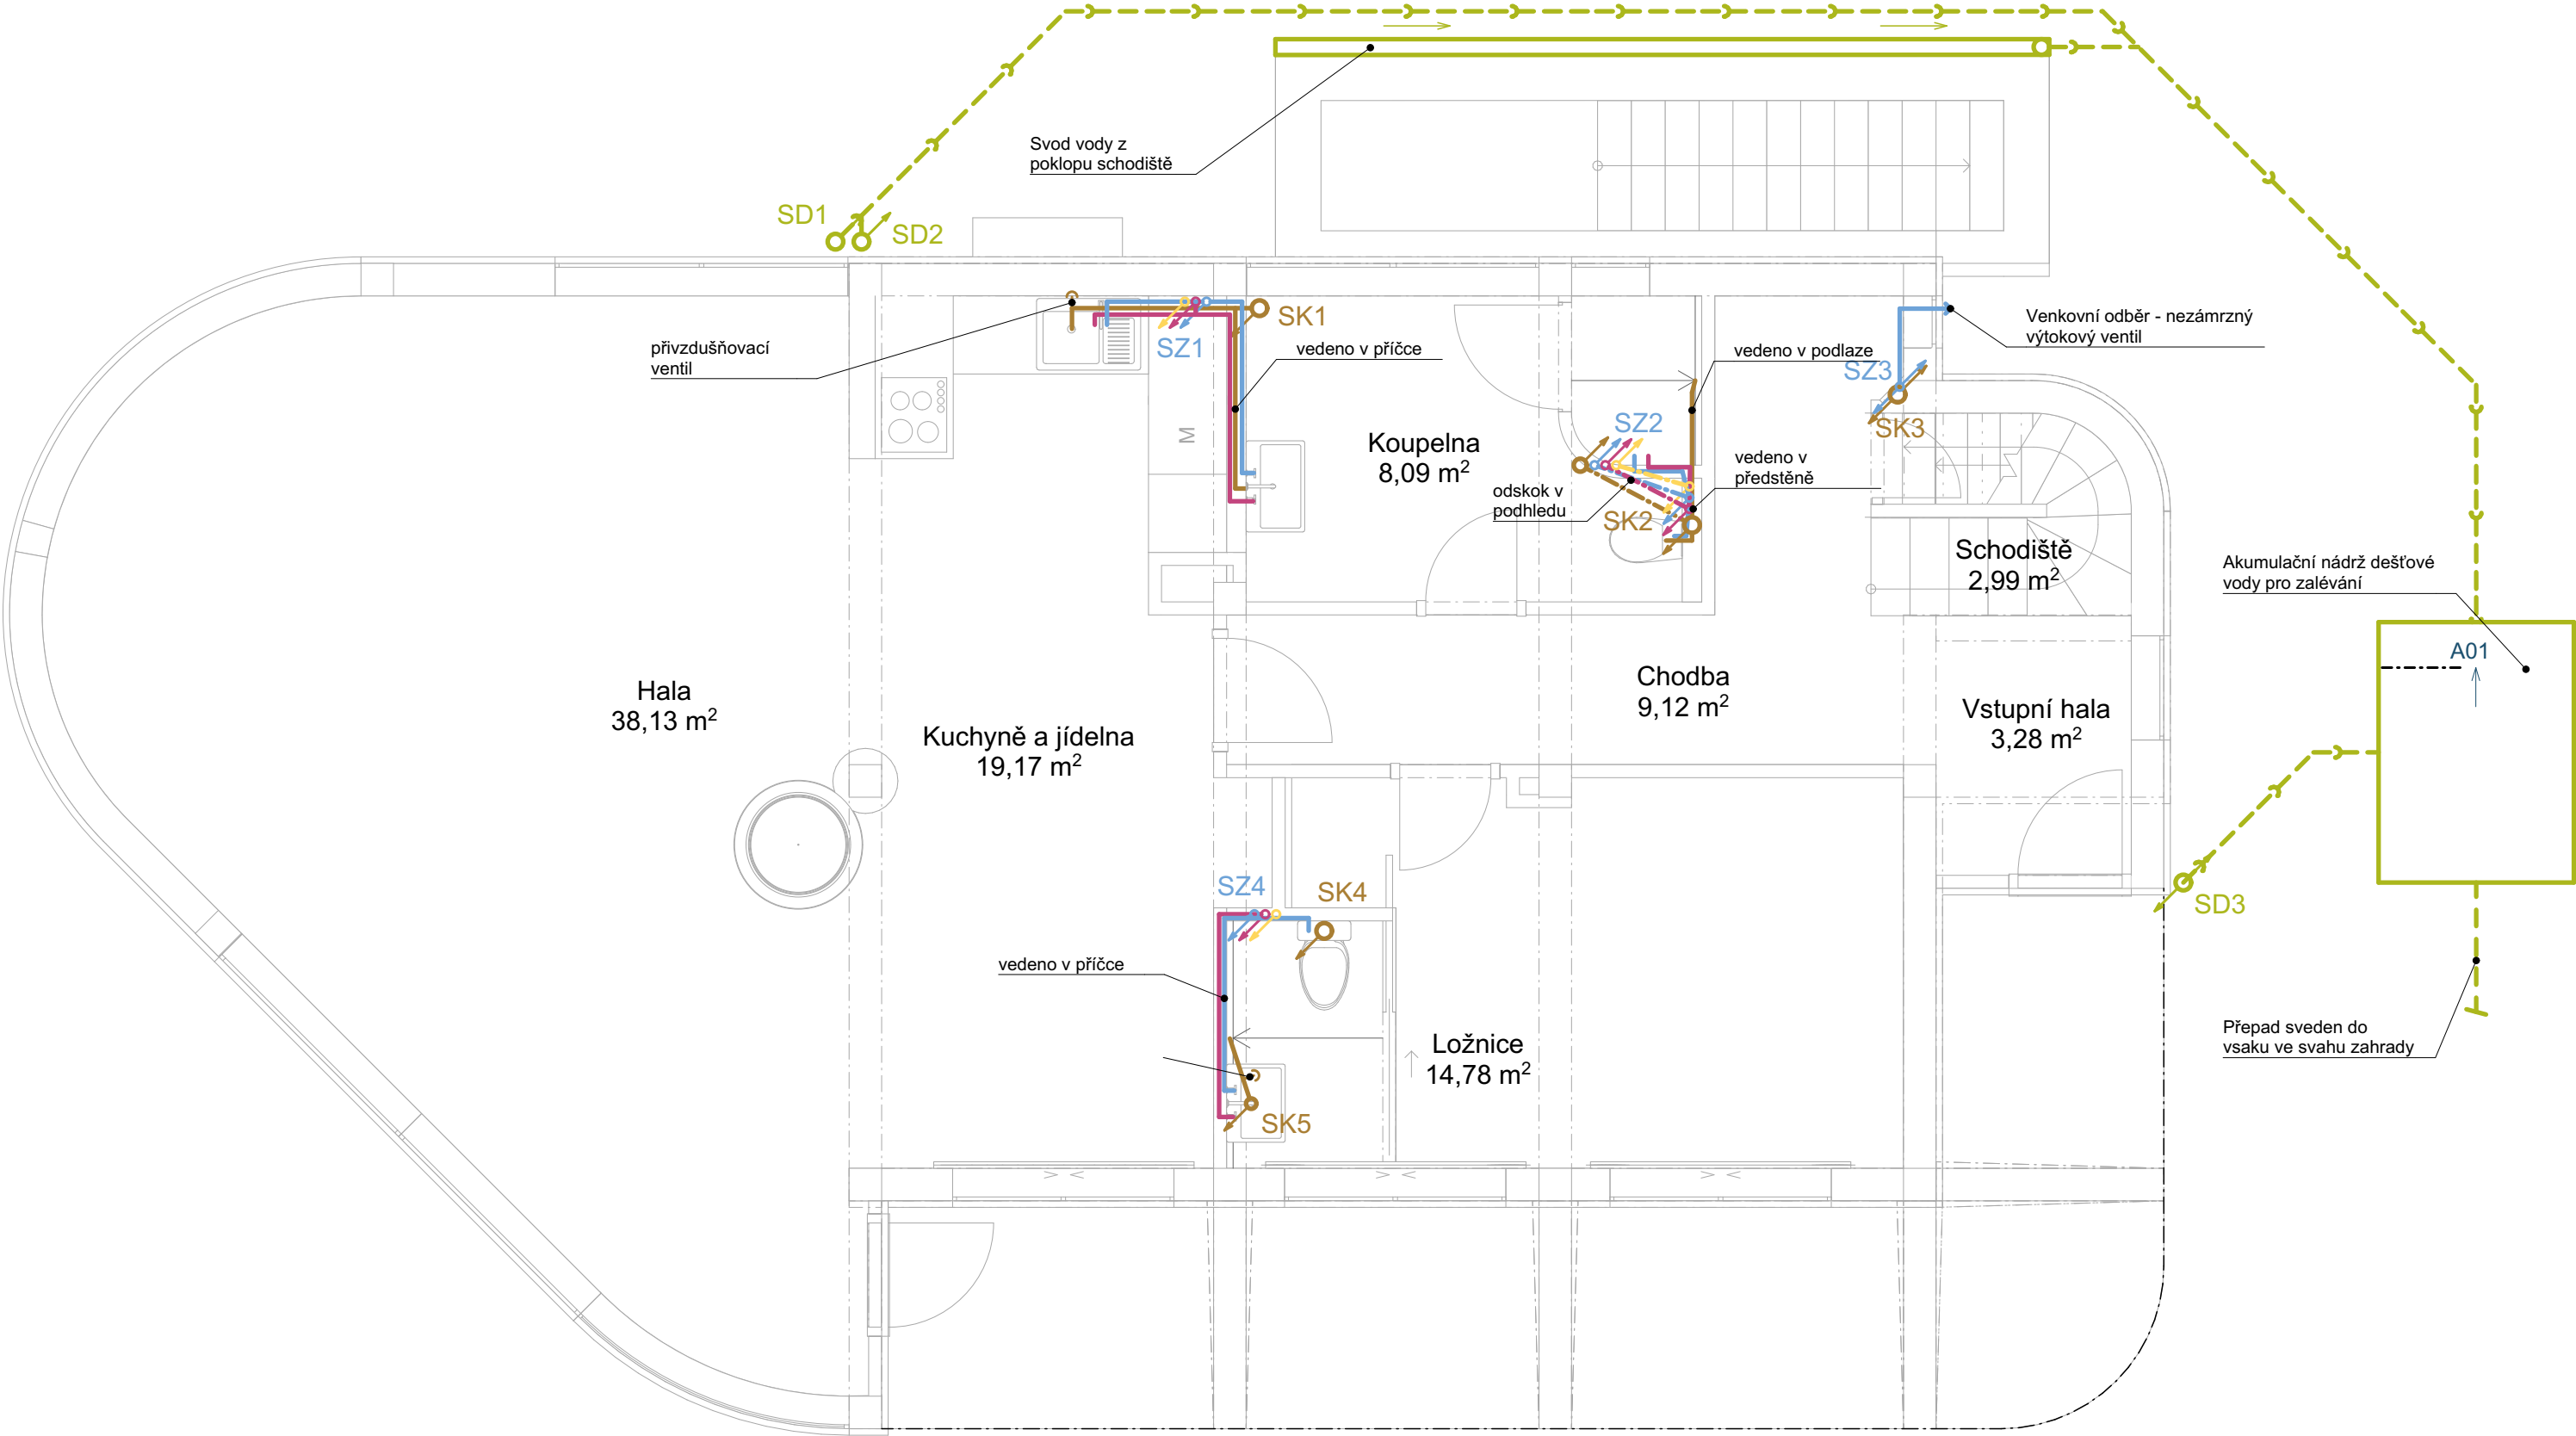 Svod vody z
poklopu schodiště
SD1
SD2
přivzdušňovací
ventil
SZ1
SK1
vedeno v příčce
vedeno v podlaze
SZ3
SK3
Venkovní odběr - nezámrzný
výtokový ventil
M
Koupelna
8,09 m²
SZ2
odskok v
podhledu
SK2
vedeno v
předstěně
Schodiště
2,99 m²
Akumulační nádrž dešťové
vody pro zalévání
A01
Hala
38,13 m²
Kuchyně a jídelna
19,17 m²
Chodba
9,12 m²
Vstupní hala
3,28 m²
SZ4
SK4
SD3
vedeno v příčce
Ložnice
14,78 m²
SK5
Přepad sveden do
vsaku ve svahu zahrady